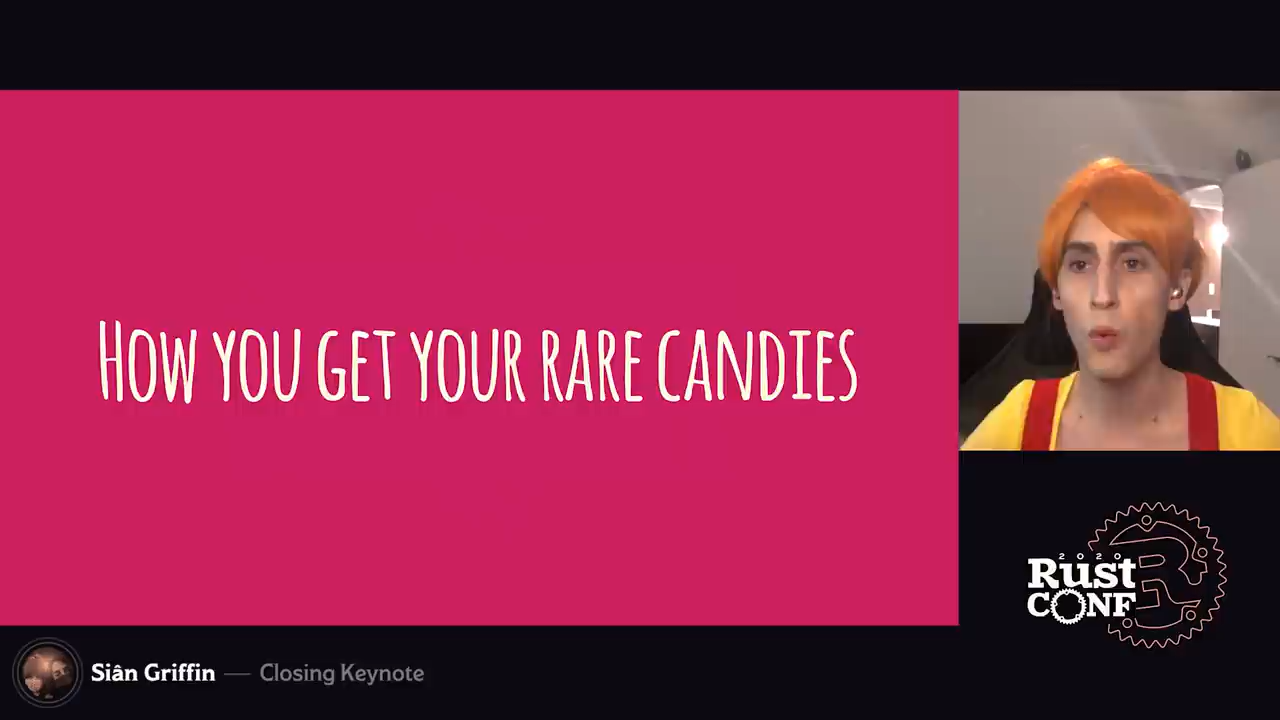 How you get your rare candies
2020
Rust
CONF
Siân Griffin — Closing Keynote